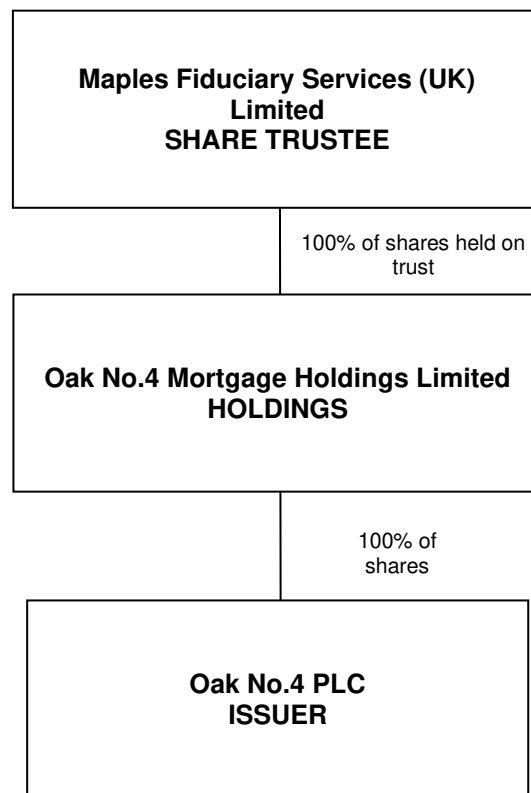 Maples Fiduciary Services (UK)
Limited
SHARE TRUSTEE
100% of shares held on
trust
Oak No.4 Mortgage Holdings Limited
HOLDINGS
100% of
shares
Oak No.4 PLC
ISSUER